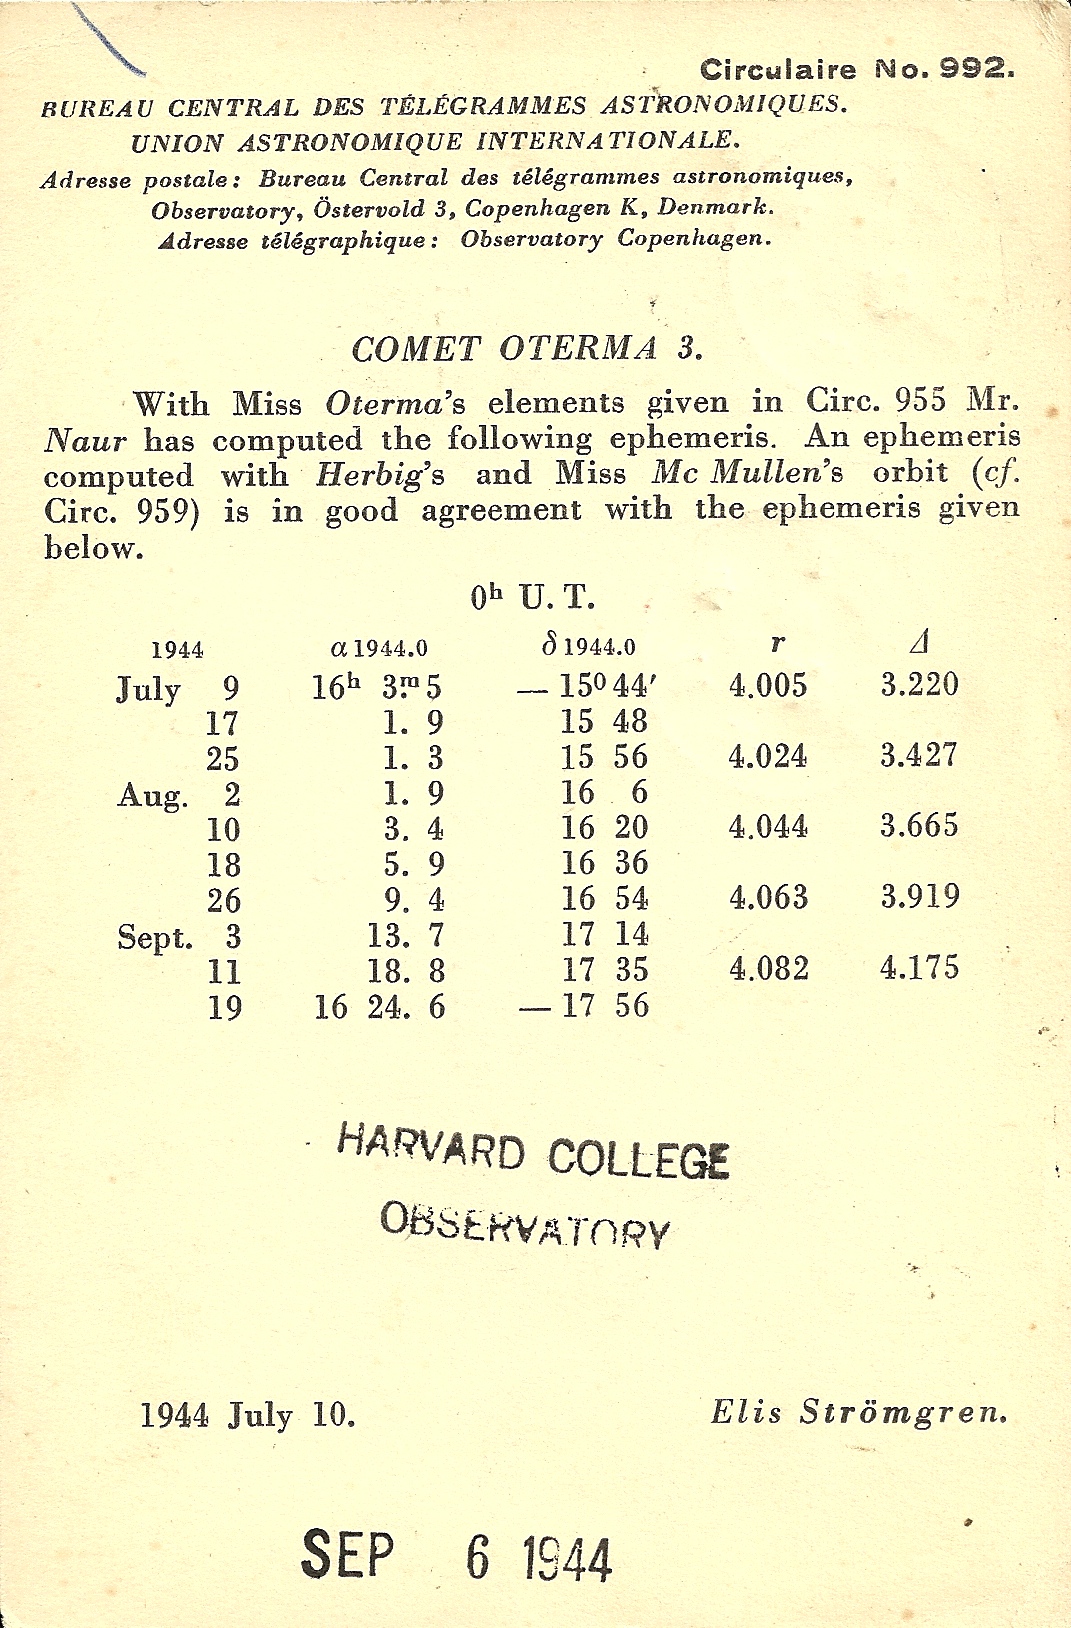 Circulaire No. 992.
BUREAU CENTRAL DES TÉLÉGRAMMES ASTRONOMIQUES.
UNION ASTRONOMIQUE INTERNATIONALE.
Adresse postale: Bureau Central des télégrammes astronomiques,
Observatory, Östervold 3, Copenhagen K, Denmark.
Adresse télégraphique: Observatory Copenhagen.
COMET OTERMA 3.
With Miss Oterma's elements given in Circ. 955 Mr.
Naur has computed the following ephemeris. An ephemeris
computed with Herbig's and Miss Mc Mullen's orbit (cf.
Circ. 959) is in good agreement with the ephemeris given
below.
0ʰ U. T.
1944 α 1944.0 δ 1944.0 r Δ
July 9 16ʰ 3.ᵐ5 — 15° 44′ 4.005 3.220
17 1. 9 15 48
25 1. 3 15 56 4.024 3.427
Aug. 2 1. 9 16 6
10 3. 4 16 20 4.044 3.665
18 5. 9 16 36
26 9. 4 16 54 4.063 3.919
Sept. 3 13. 7 17 14
11 18. 8 17 35 4.082 4.175
19 16 24. 6 — 17 56
HARVARD COLLEGE
OBSERVATORY
1944 July 10. Elis Strömgren.
SEP 6 1944